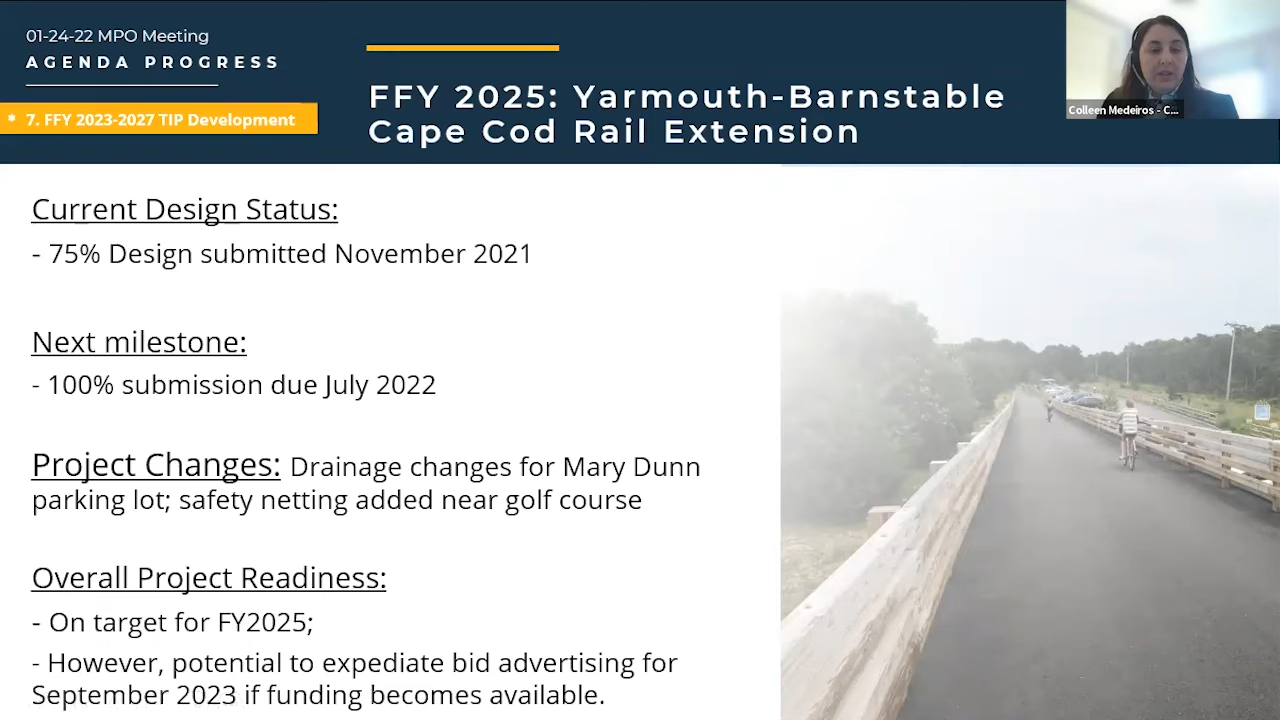 01-24-22 MPO Meeting
AGENDA PROGRESS
* 7. FFY 2023-2027 TIP Development
FFY 2025: Yarmouth-Barnstable
Cape Cod Rail Extension
Colleen Medeiros - C...
Current Design Status:
- 75% Design submitted November 2021
Next milestone:
- 100% submission due July 2022
Project Changes: Drainage changes for Mary Dunn
parking lot; safety netting added near golf course
Overall Project Readiness:
- On target for FY2025;
- However, potential to expediate bid advertising for
September 2023 if funding becomes available.